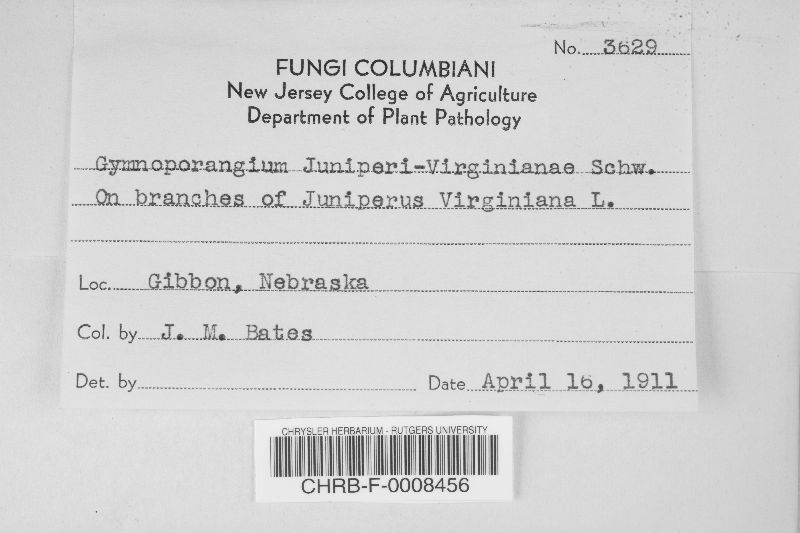 No. 3629
FUNGI COLUMBIANI
New Jersey College of Agriculture
Department of Plant Pathology
Gymnoporangium Juniperi-Virginianae Schw.
On branches of Juniperus Virginiana L.
Loc. Gibbon, Nebraska
Col. by J. M. Bates
Det. by
Date April 16, 1911
CHRYSLER HERBARIUM - RUTGERS UNIVERSITY
CHRB-F-0008456